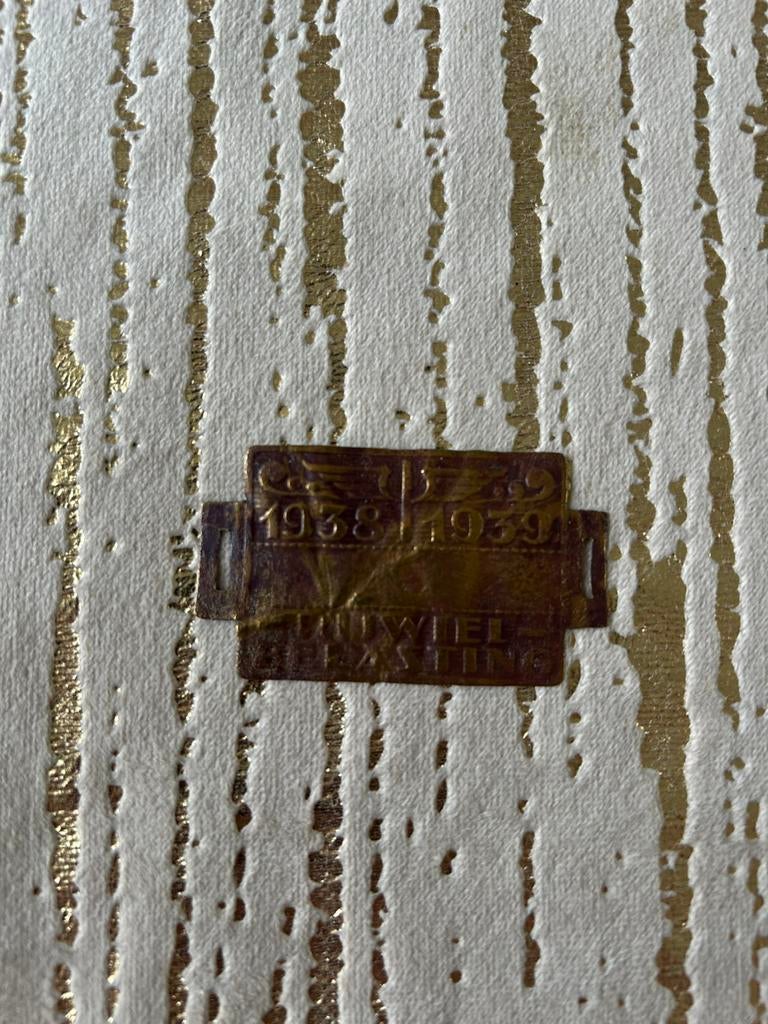 1938 1939
RIJWIEL-
BELASTING